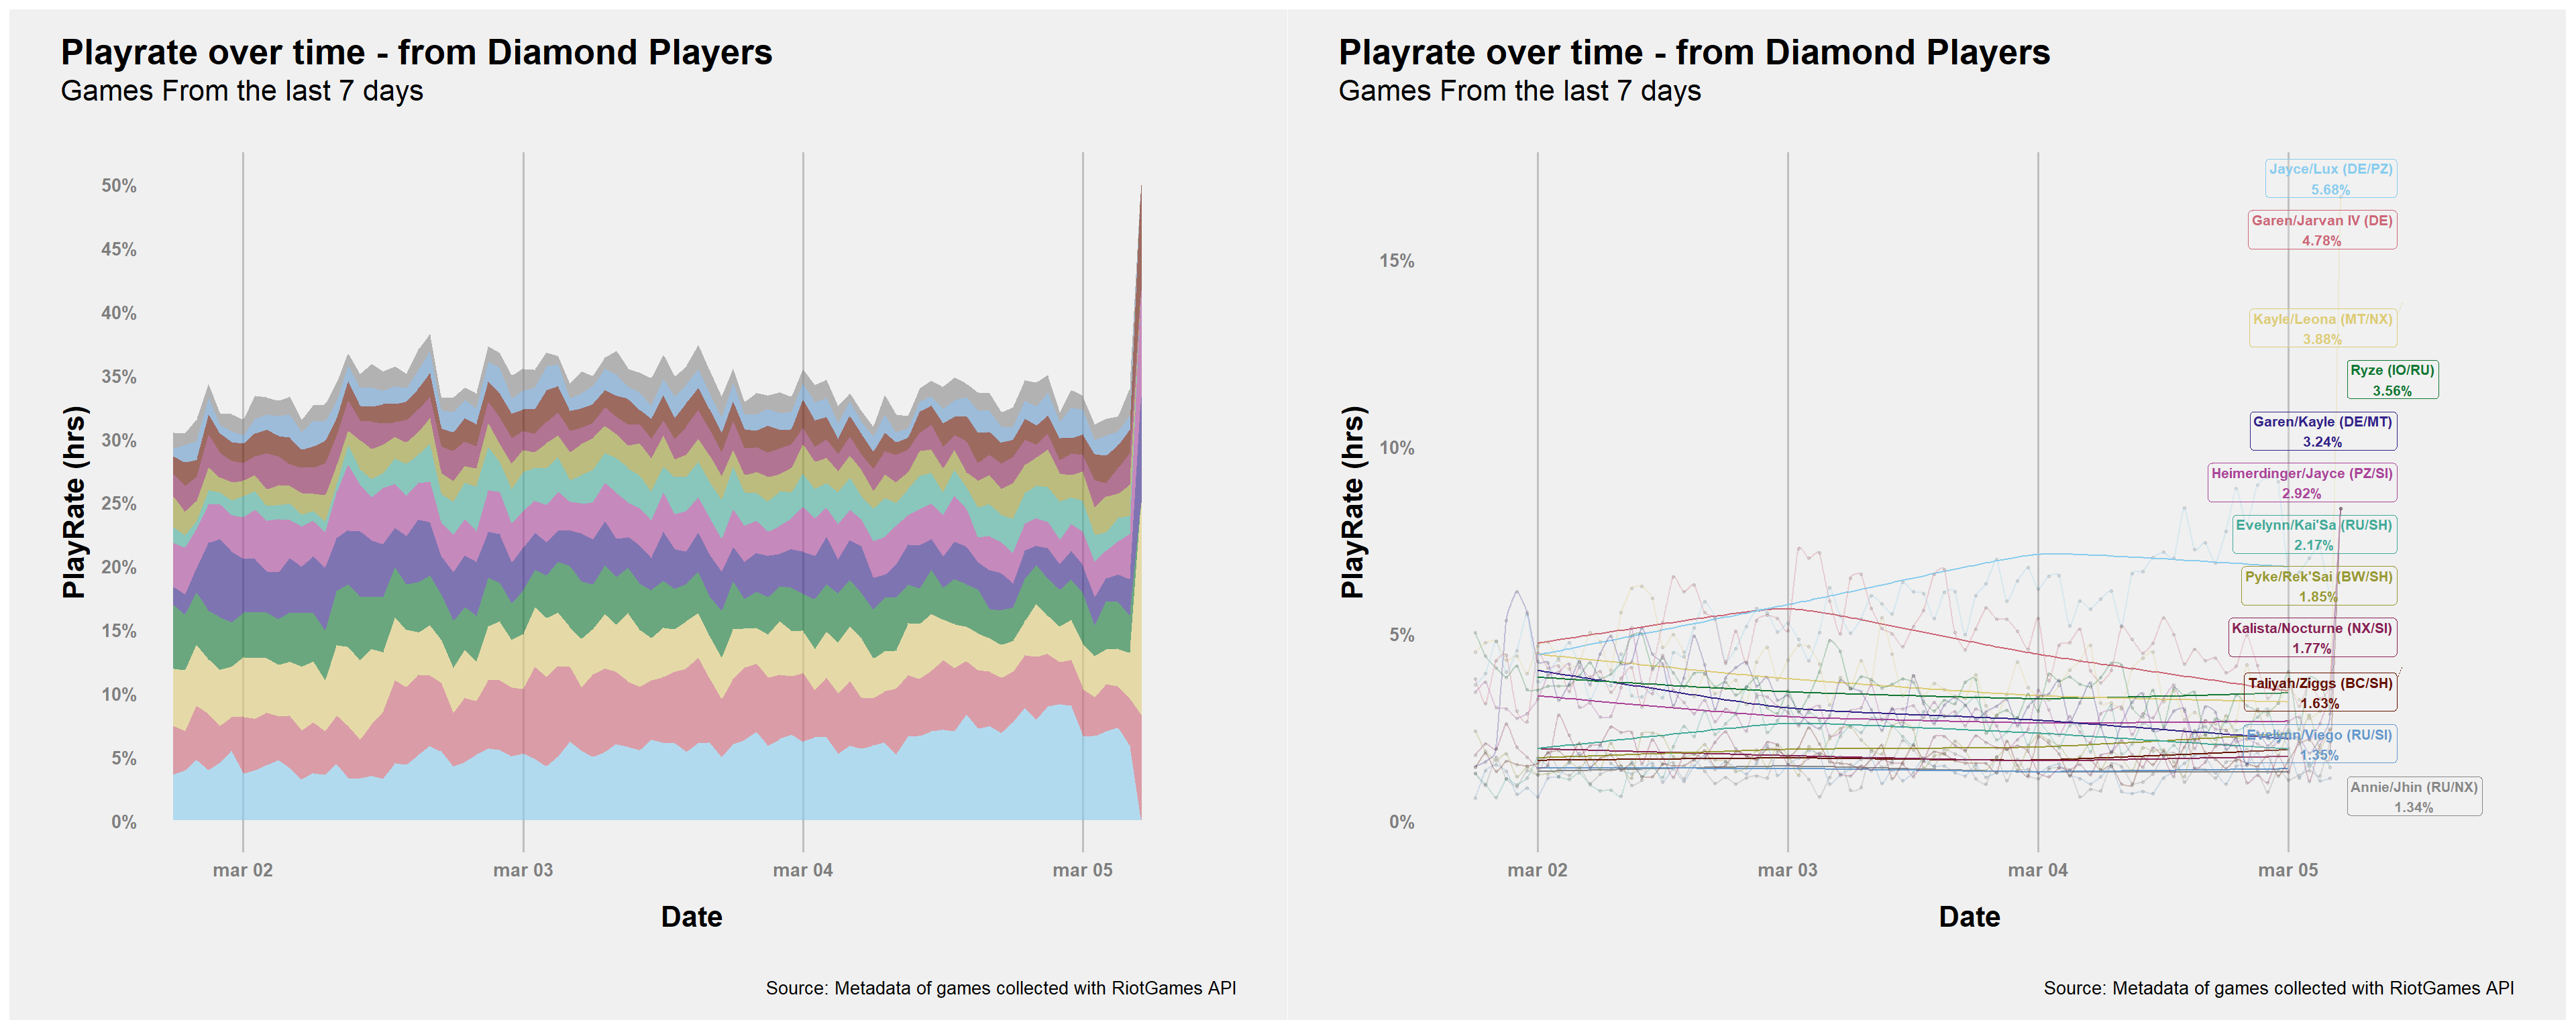 Playrate over time - from Diamond Players
Games From the last 7 days
50%
45%
40%
35%
30%
25%
20%
15%
10%
5%
0%
PlayRate (hrs)
mar 02
mar 03
mar 04
mar 05
Date
Source: Metadata of games collected with RiotGames API
Playrate over time - from Diamond Players
Games From the last 7 days
15%
10%
5%
0%
PlayRate (hrs)
Jayce/Lux (DE/PZ)
5.68%
Garen/Jarvan IV (DE)
4.78%
Kayle/Leona (MT/NX)
3.88%
Ryze (IO/RU)
3.56%
Garen/Kayle (DE/MT)
3.24%
Heimerdinger/Jayce (PZ/SI)
2.92%
Evelynn/Kai'Sa (RU/SH)
2.17%
Pyke/Rek'Sai (BW/SH)
1.85%
Kalista/Nocturne (NX/SI)
1.77%
Taliyah/Ziggs (BC/SH)
1.63%
Evelynn/Viego (RU/SI)
1.35%
Annie/Jhin (RU/NX)
1.34%
mar 02
mar 03
mar 04
mar 05
Date
Source: Metadata of games collected with RiotGames API